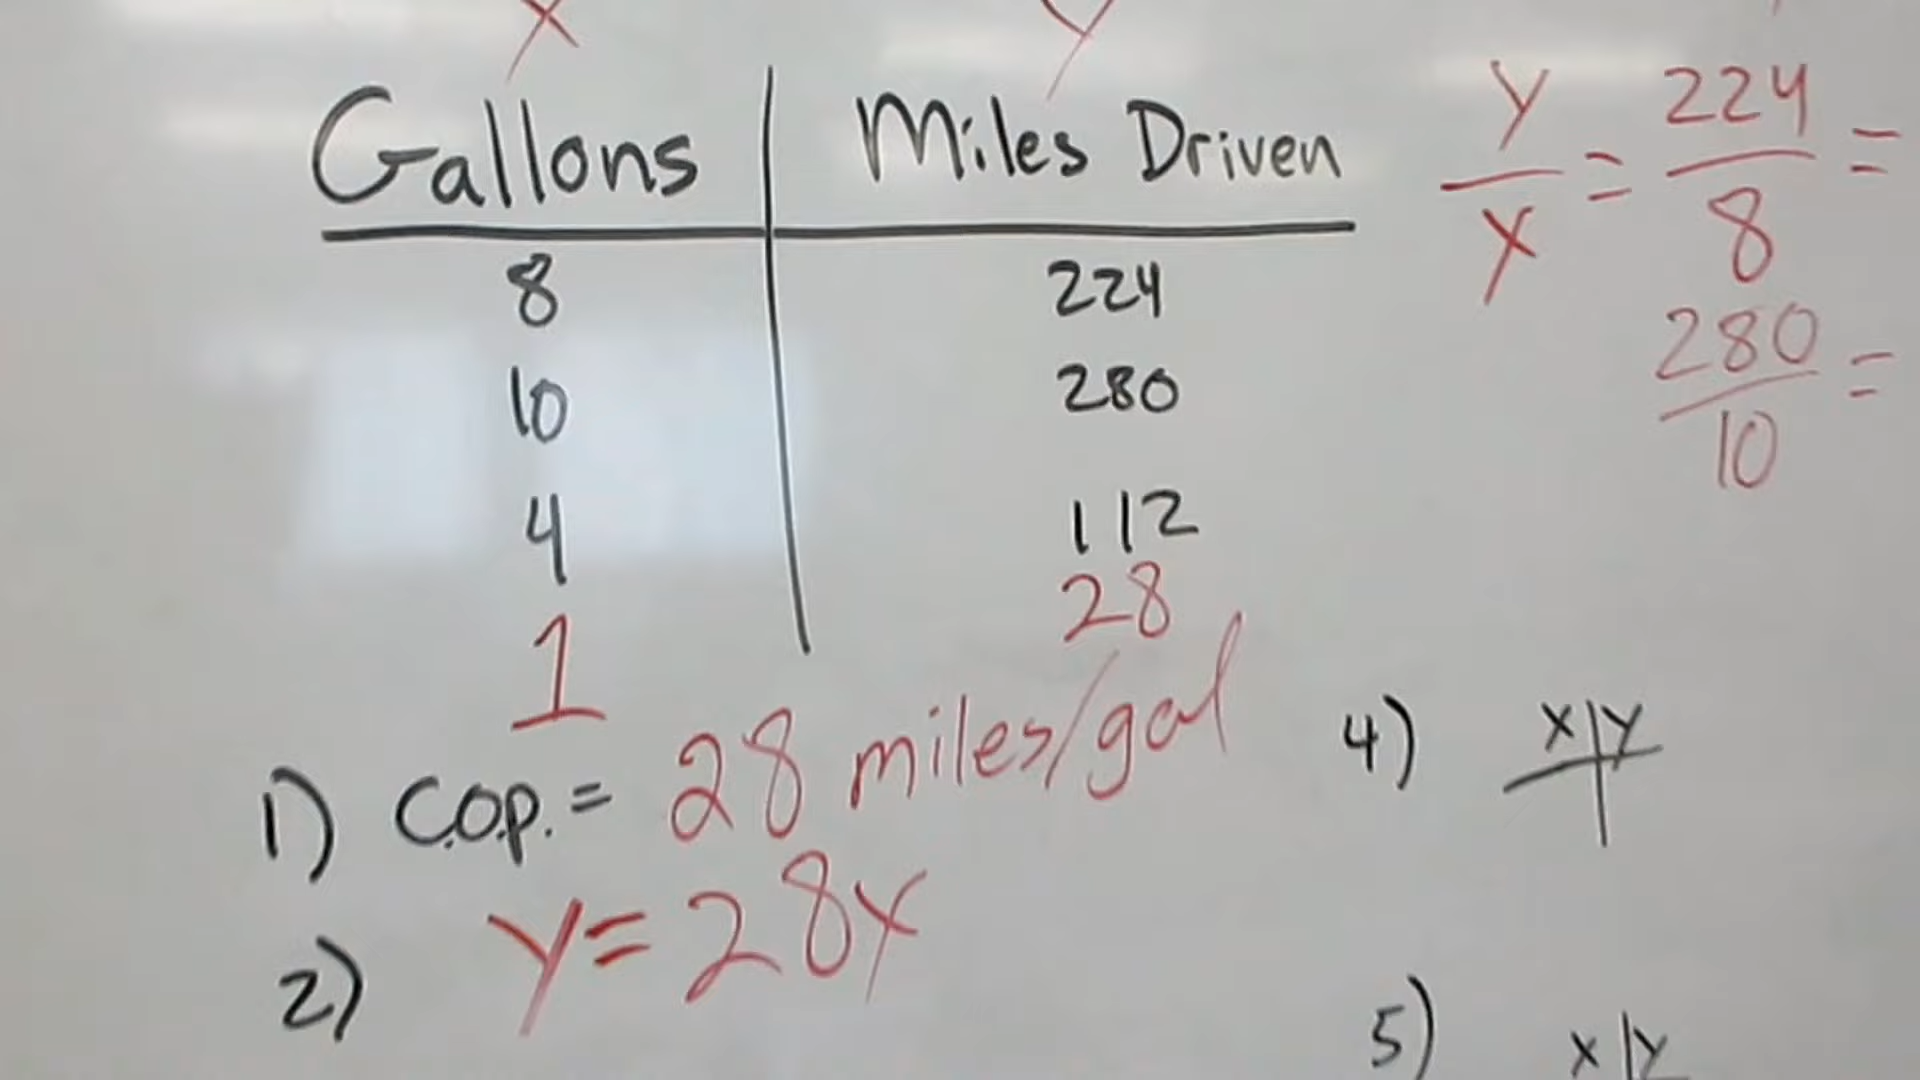 X Y
Gallons Miles Driven
8 224
10 280
4 112
1 28
1) C.O.P. = 28 miles/gal
2) Y = 28x
Y/X = 224/8 =
280/10 =
4) X Y
5) X Y